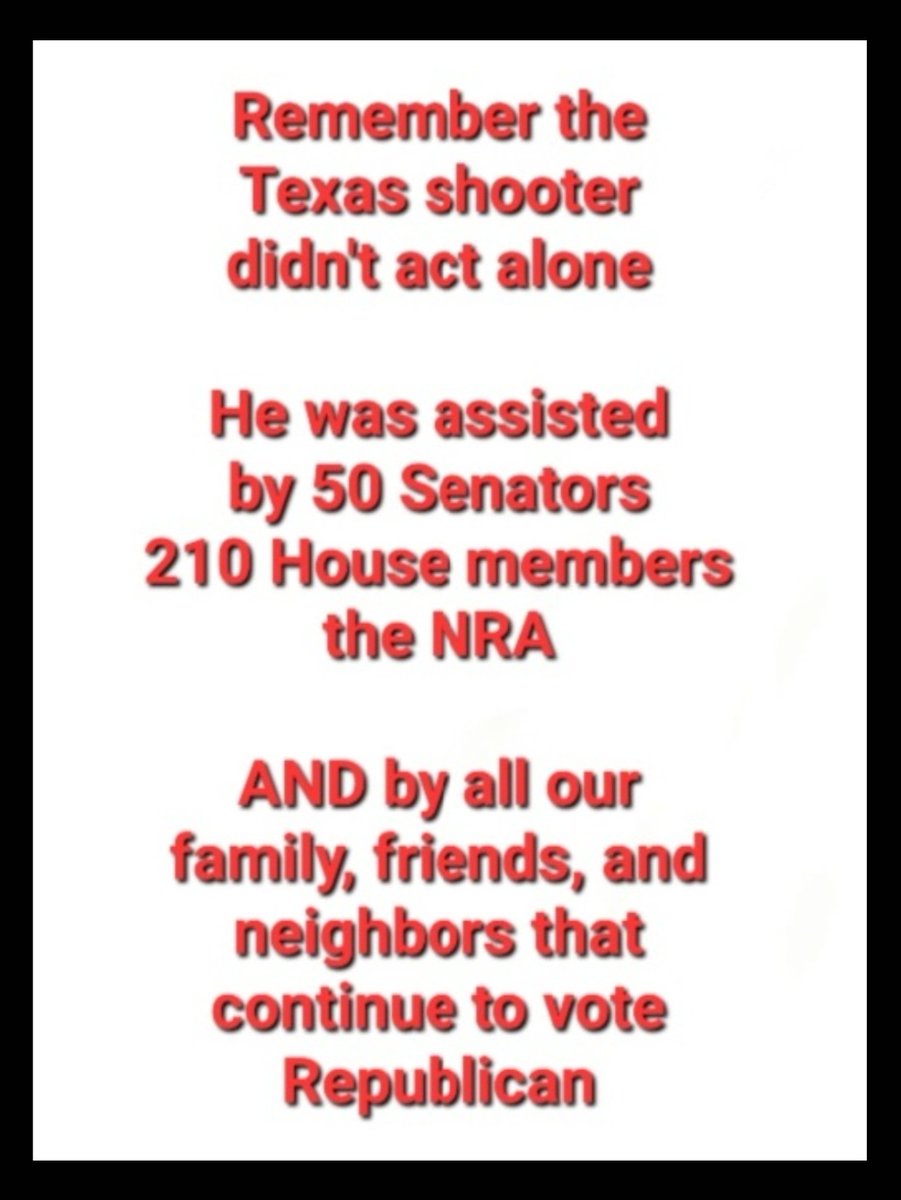 Remember the
Texas shooter
didn't act alone
He was assisted
by 50 Senators
210 House members
the NRA
AND by all our
family, friends, and
neighbors that
continue to vote
Republican